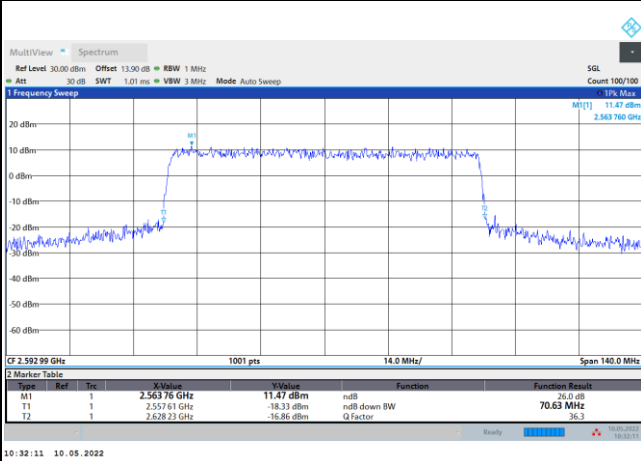 MultiView Spectrum
Ref Level 30.00 dBm Offset 13.90 dB RBW 1 MHz SGL
Att 30 dB SWT 1.01 ms VBW 3 MHz Mode Auto Sweep Count 100/100
1 Frequency Sweep 1Pk Max
M1[1] 11.47 dBm
2.563 760 GHz
20 dBm
M1
10 dBm
0 dBm
-10 dBm
T1 T2
-20 dBm
-30 dBm
-40 dBm
-50 dBm
-60 dBm
CF 2.592 99 GHz 1001 pts 14.0 MHz/ Span 140.0 MHz
2 Marker Table
Type Ref Trc X-Value Y-Value Function Function Result
M1 1 2.563 76 GHz 11.47 dBm ndB 26.0 dB
T1 1 2.557 61 GHz -18.33 dBm ndB down BW 70.63 MHz
T2 1 2.628 23 GHz -16.86 dBm Q Factor 36.3
Ready 10.05.2022
10:32:11
10:32:11 10.05.2022